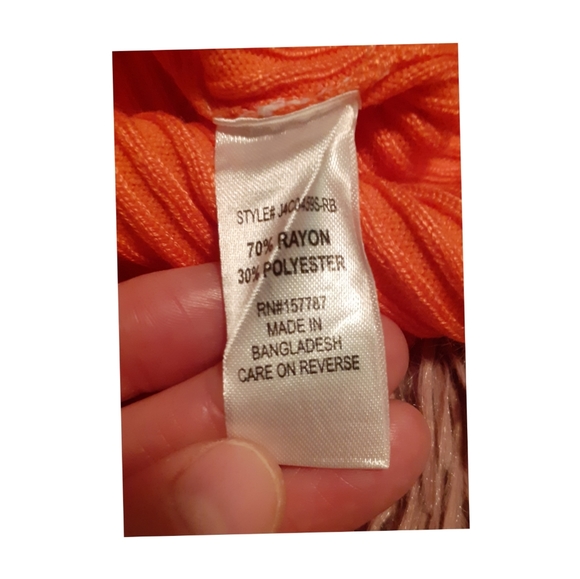 STYLE#
70% RAYON
30% POLYESTER
RN#157787
MADE IN
BANGLADESH
CARE ON REVERSE